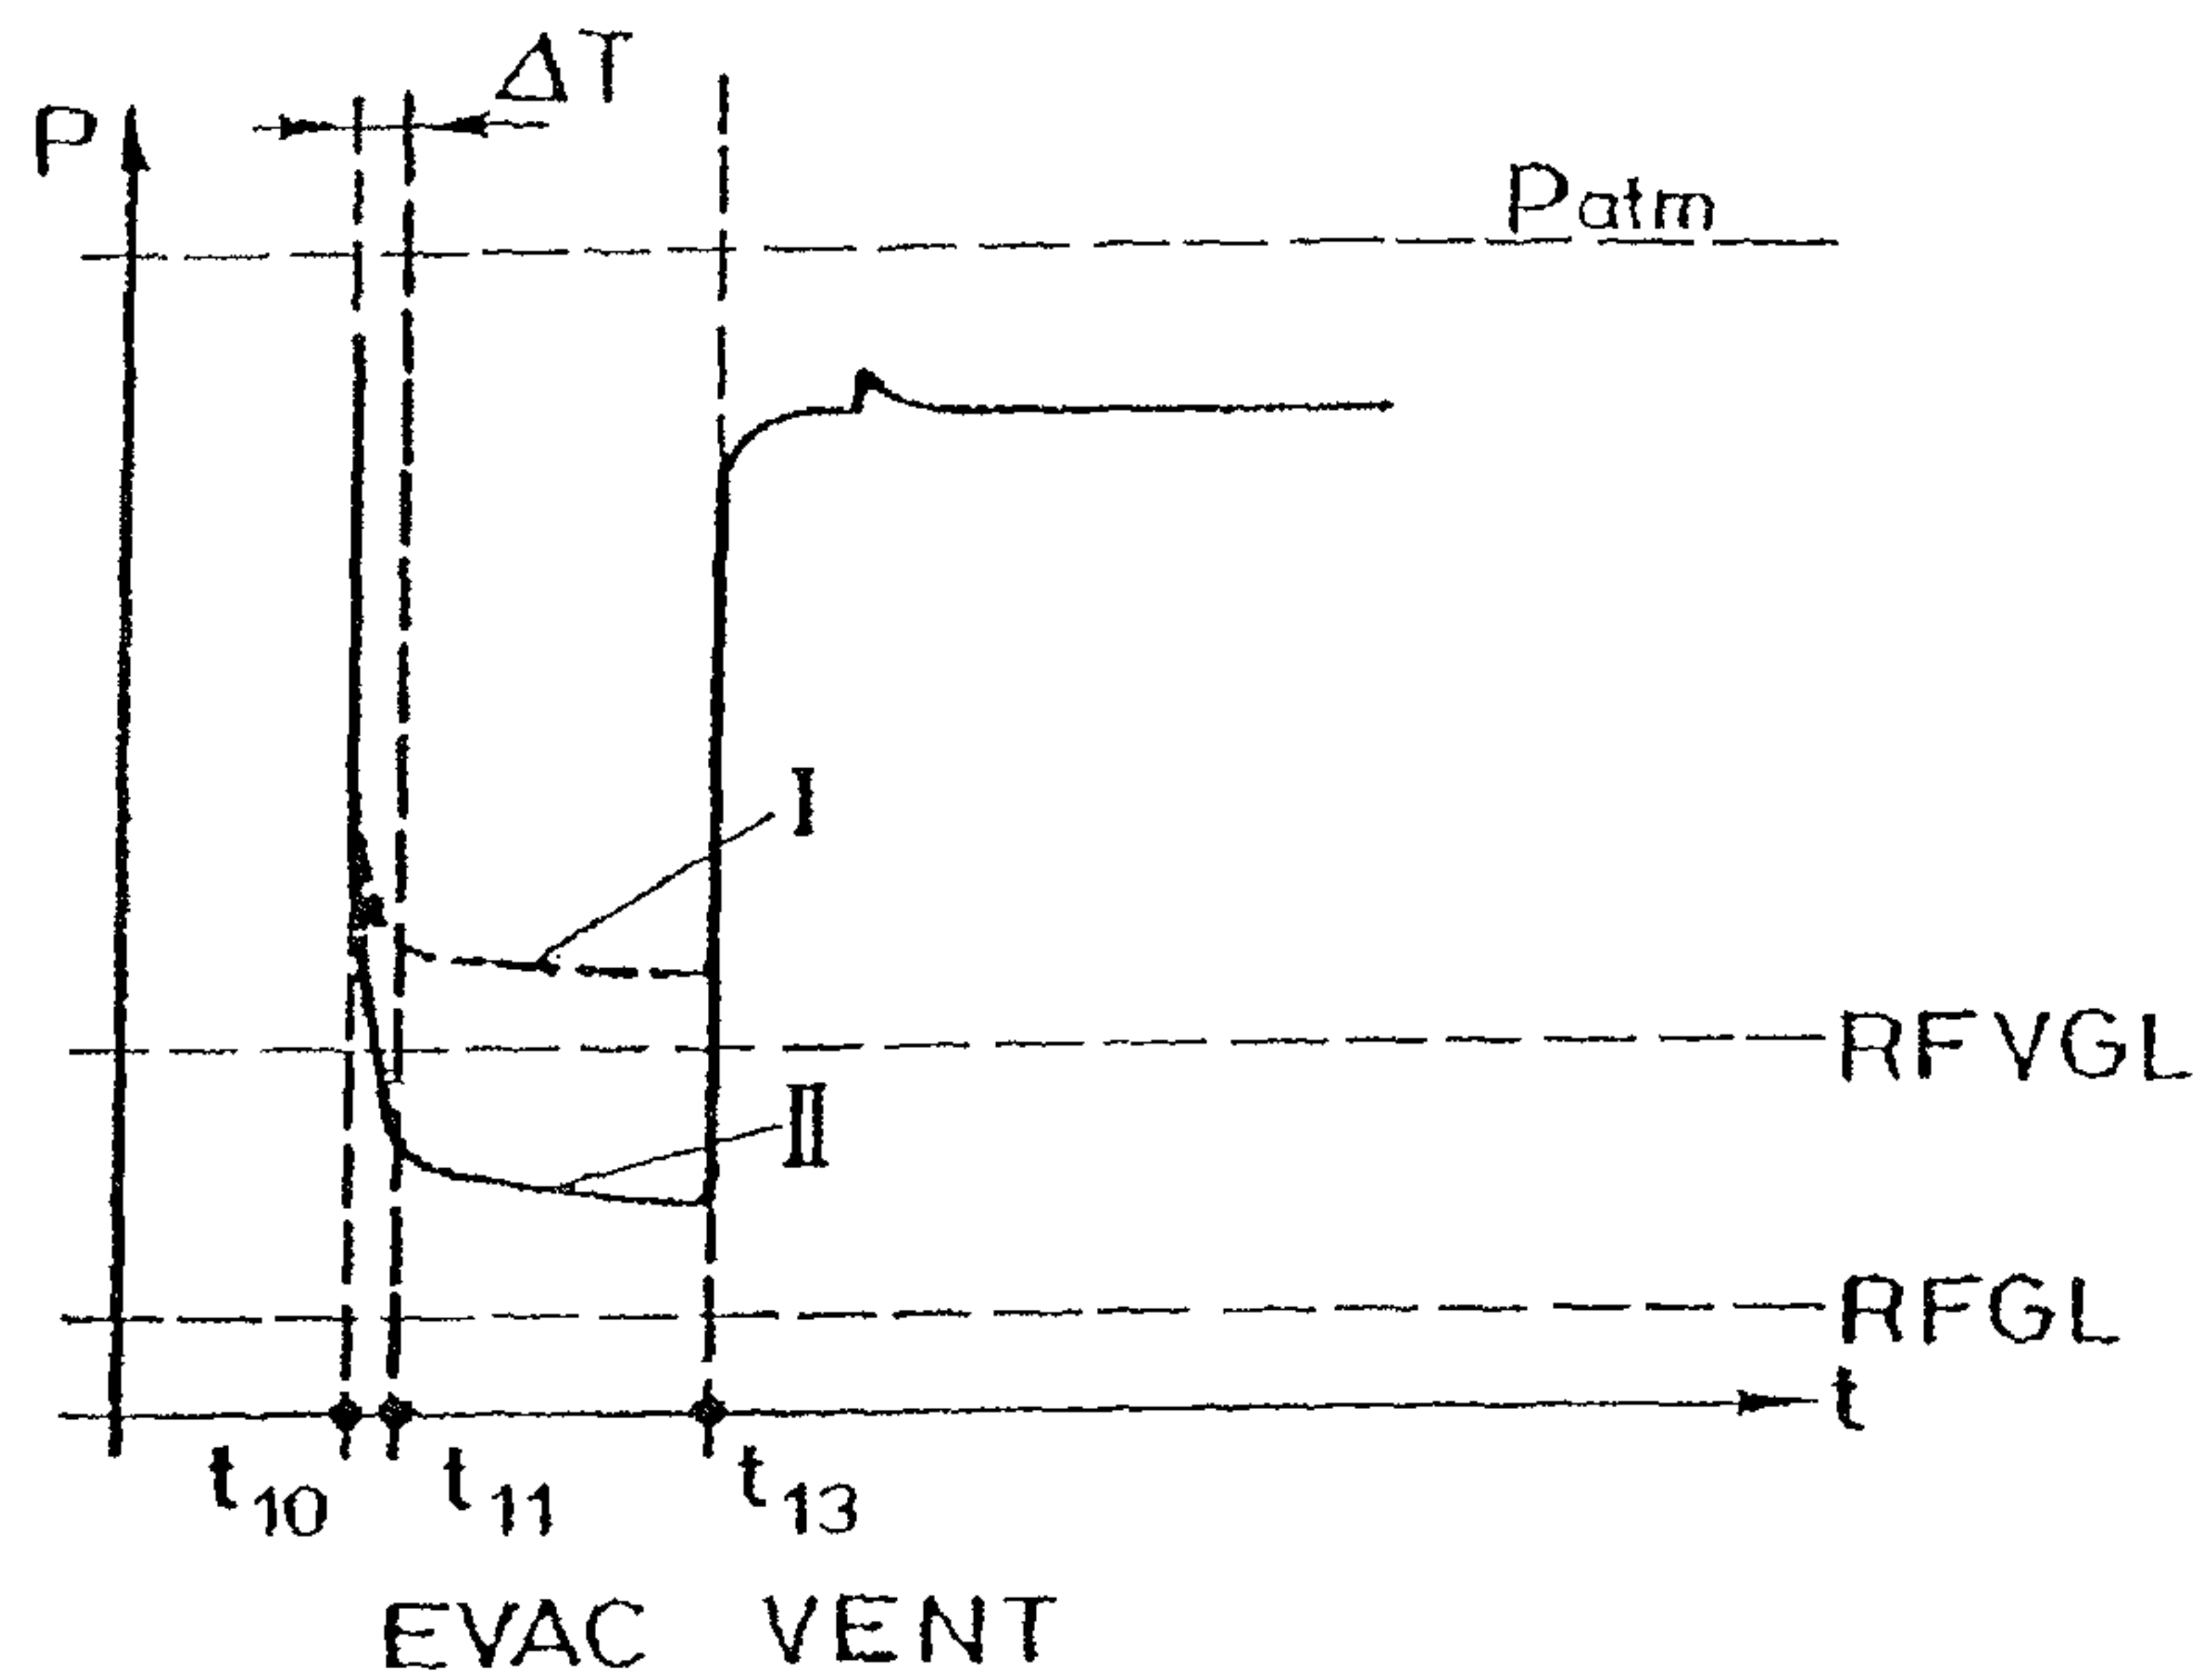 ΔT
P
Patm
I
RFVGL
II
RFGL
t
t10 t11 t13
EVAC VENT